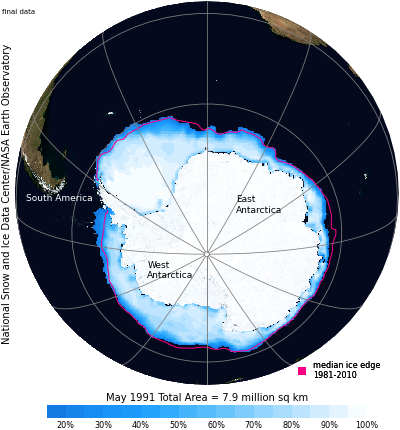 final data
National Snow and Ice Data Center/NASA Earth Observatory
South America
East
Antarctica
West
Antarctica
median ice edge
1981-2010
May 1991 Total Area = 7.9 million sq km
20% 30% 40% 50% 60% 70% 80% 90% 100%